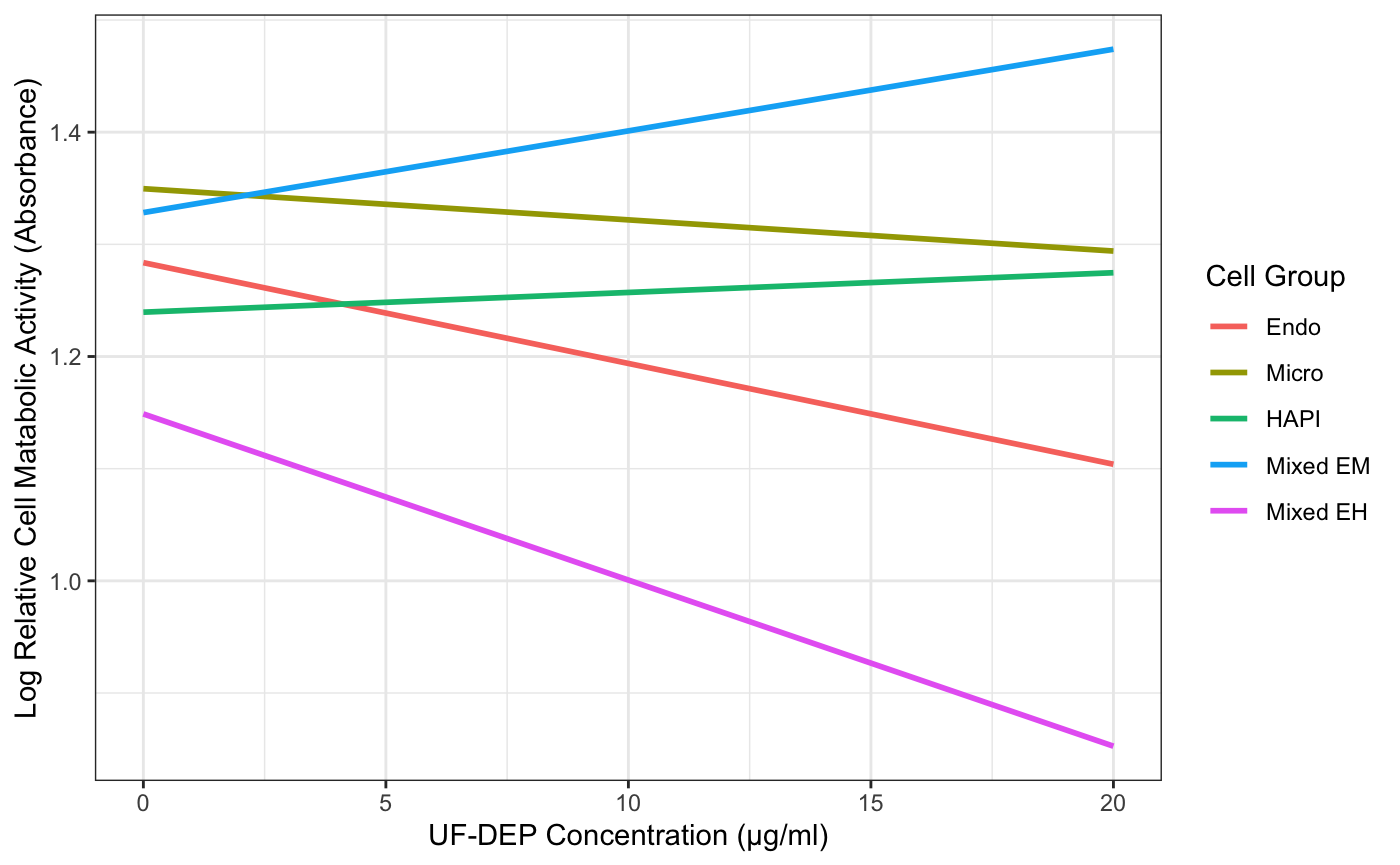 Log Relative Cell Matabolic Activity (Absorbance)
1.4
1.2
1.0
0 5 10 15 20
UF-DEP Concentration (μg/ml)
Cell Group
Endo
Micro
HAPI
Mixed EM
Mixed EH